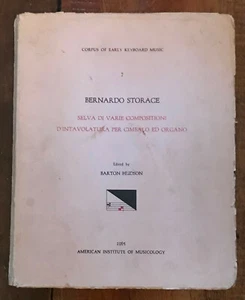 CORPUS OF EARLY KEYBOARD MUSIC
7
BERNARDO STORACE
SELVA DI VARIE COMPOSITIONI
D'INTAVOLATURA PER CIMBALO ED ORGANO
Edited by
BARTON HUDSON
1965
AMERICAN INSTITUTE OF MUSICOLOGY